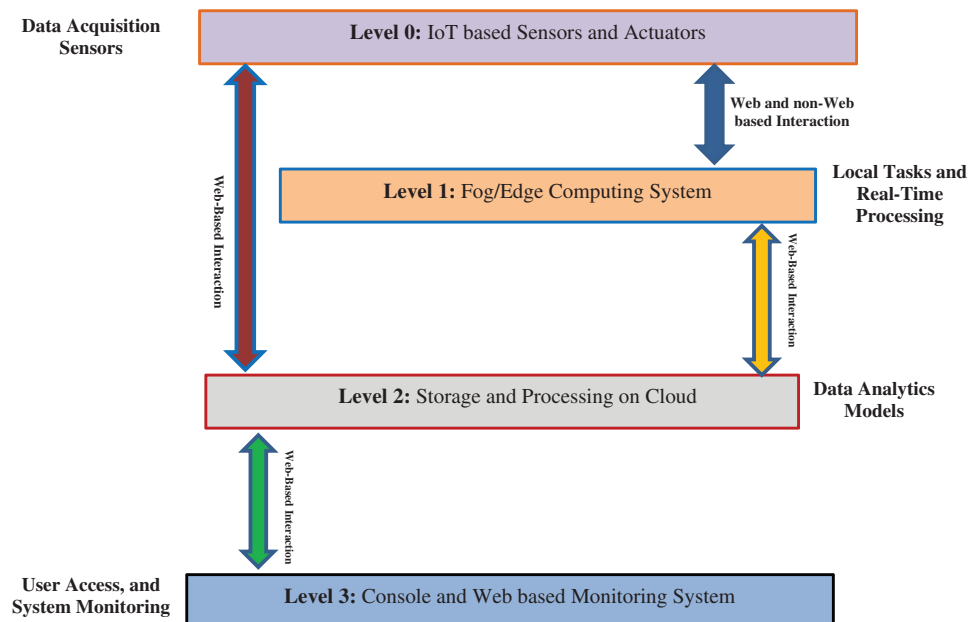 Data Acquisition
Sensors
Level 0: IoT based Sensors and Actuators
Web and non-Web
based Interaction
Web-Based Interaction
Level 1: Fog/Edge Computing System
Local Tasks and
Real-Time
Processing
Web-Based Interaction
Level 2: Storage and Processing on Cloud
Data Analytics
Models
Web-Based Interaction
User Access, and
System Monitoring
Level 3: Console and Web based Monitoring System